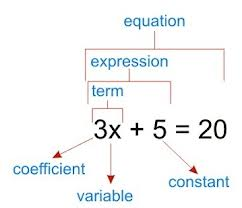 equation
expression
term
3x + 5 = 20
coefficient
variable
constant